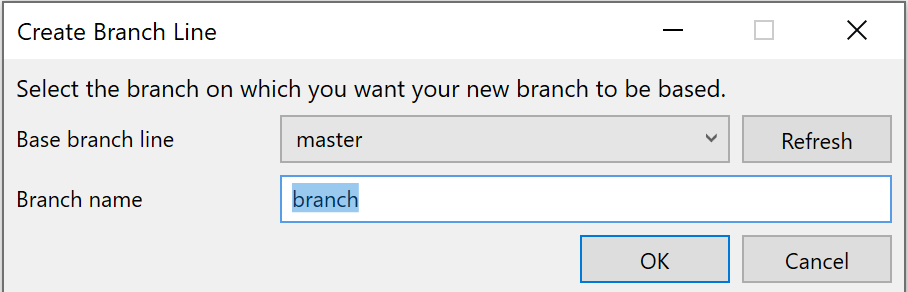 Create Branch Line
Select the branch on which you want your new branch to be based.
Base branch line master Refresh
Branch name branch
OK Cancel